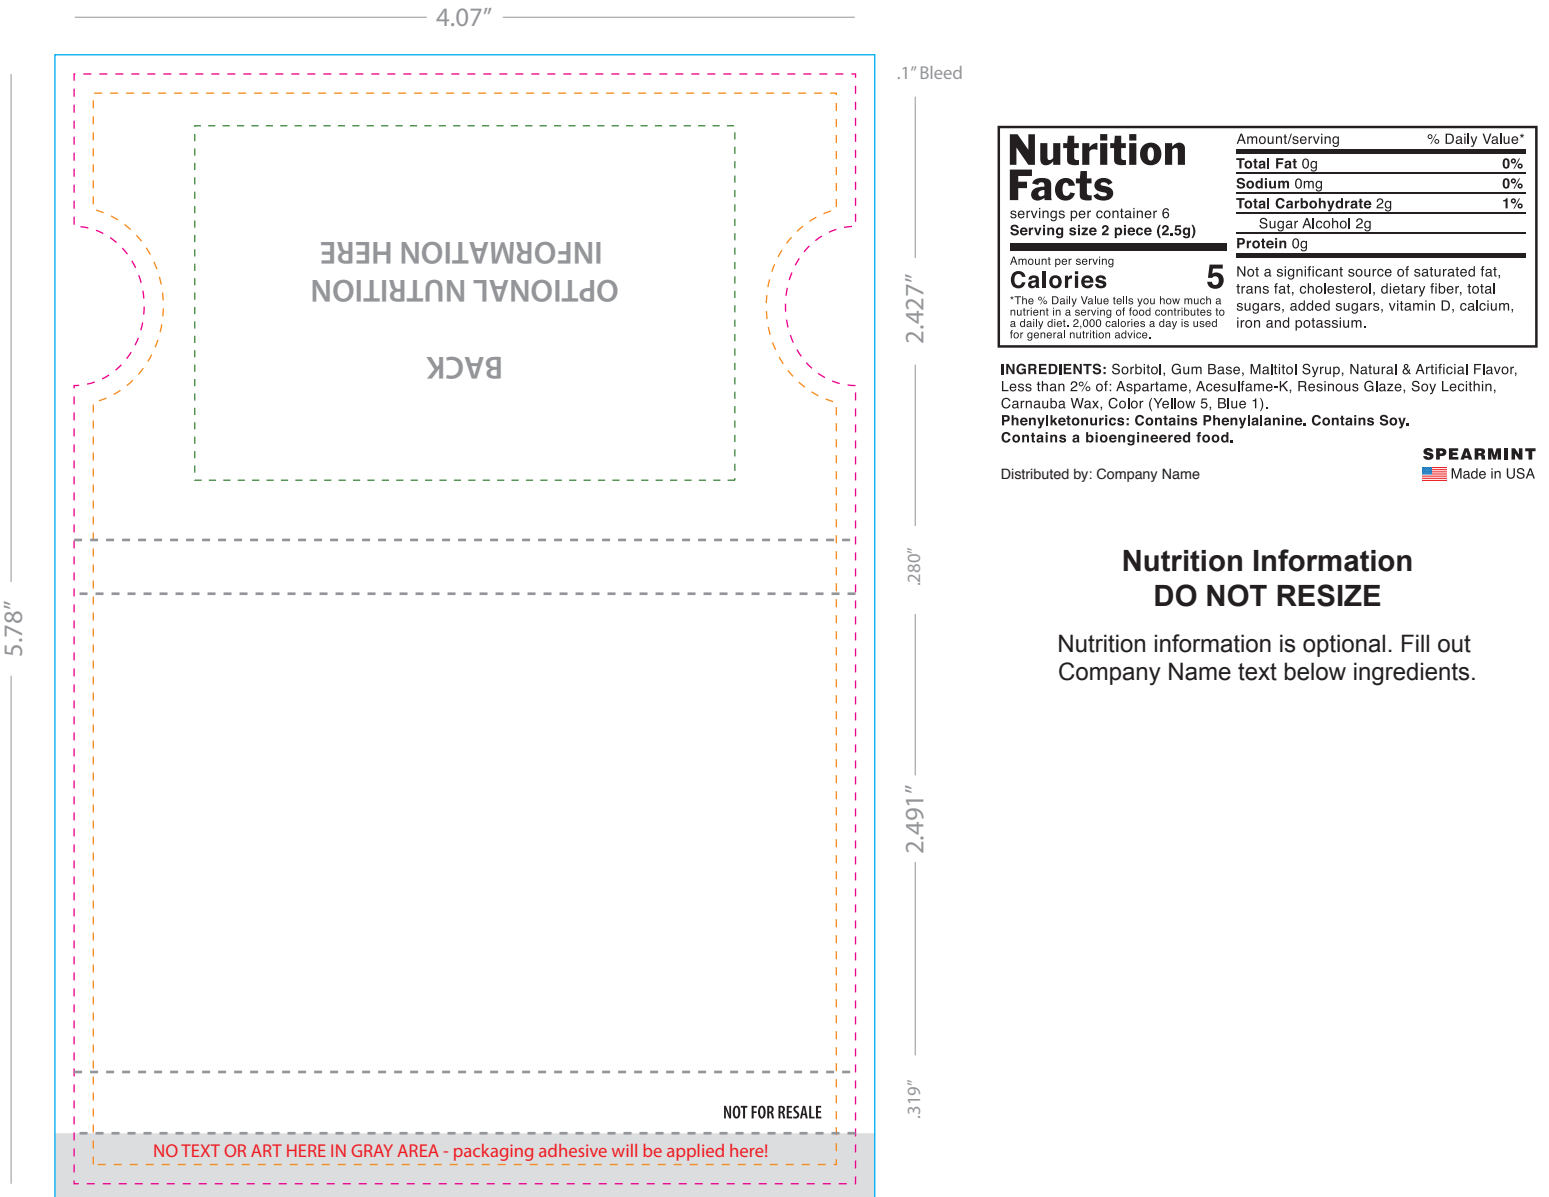 4.07”
.1” Bleed
5.78”
INFORMATION HERE
OPTIONAL NUTRITION
BACK
2.427”
.280”
2.491”
.319”
NOT FOR RESALE
NO TEXT OR ART HERE IN GRAY AREA - packaging adhesive will be applied here!
Nutrition
Facts
servings per container 6
Serving size 2 piece (2.5g)
Amount per serving
Calories 5
*The % Daily Value tells you how much a
nutrient in a serving of food contributes to
a daily diet. 2,000 calories a day is used
for general nutrition advice.
Amount/serving % Daily Value*
Total Fat 0g 0%
Sodium 0mg 0%
Total Carbohydrate 2g 1%
Sugar Alcohol 2g
Protein 0g
Not a significant source of saturated fat,
trans fat, cholesterol, dietary fiber, total
sugars, added sugars, vitamin D, calcium,
iron and potassium.
INGREDIENTS: Sorbitol, Gum Base, Maltitol Syrup, Natural & Artificial Flavor,
Less than 2% of: Aspartame, Acesulfame-K, Resinous Glaze, Soy Lecithin,
Carnauba Wax, Color (Yellow 5, Blue 1).
Phenylketonurics: Contains Phenylalanine. Contains Soy.
Contains a bioengineered food.
SPEARMINT
Distributed by: Company Name
Made in USA
Nutrition Information
DO NOT RESIZE
Nutrition information is optional. Fill out
Company Name text below ingredients.